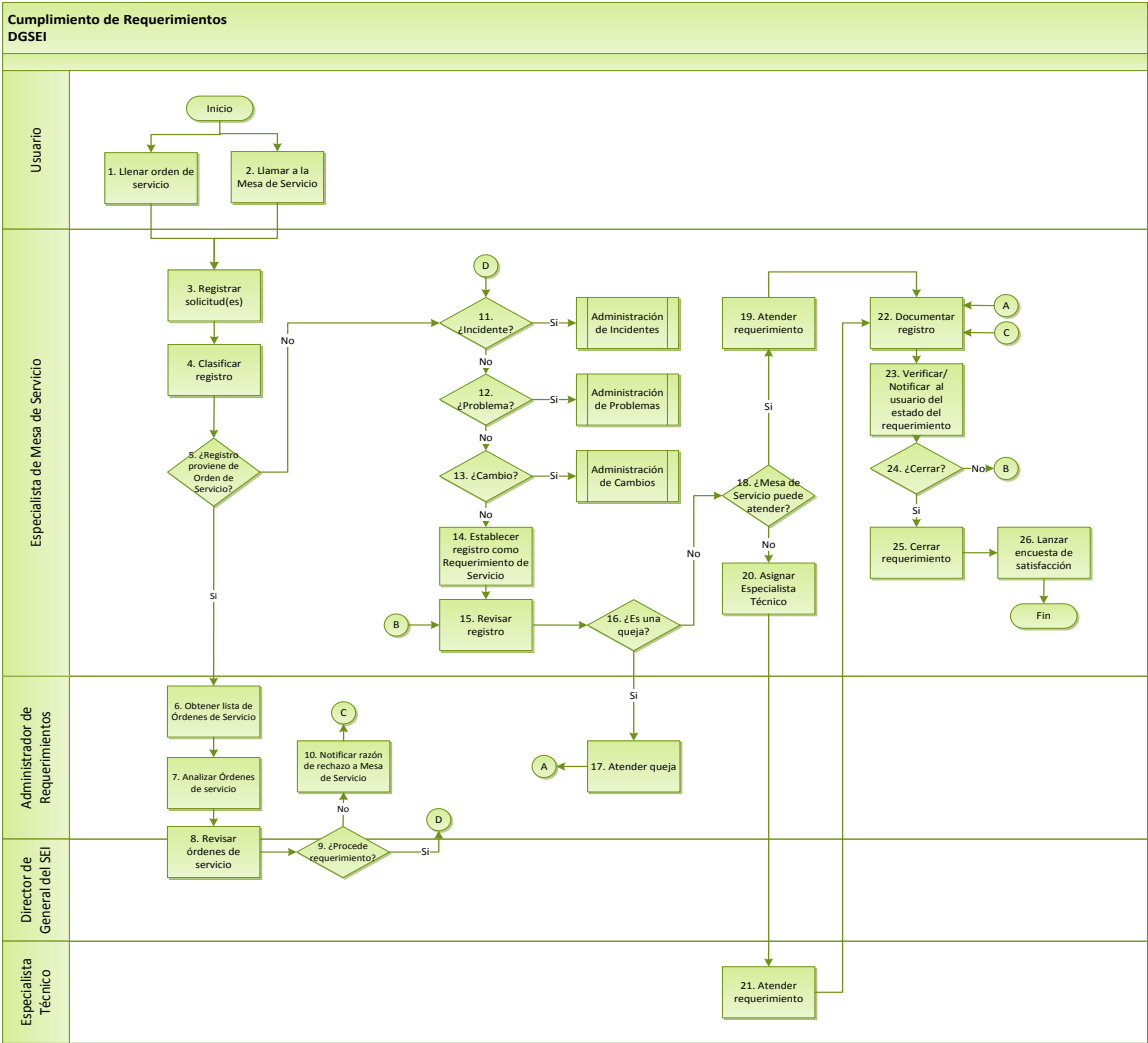 Cumplimiento de Requerimientos
DGSEI
Usuario
Inicio
1. Llenar orden de
servicio
2. Llamar a la
Mesa de Servicio
Especialista de Mesa de Servicio
3. Registrar
solicitud(es)
4. Clasificar
registro
5. ¿Registro
proviene de
Orden de
Servicio?
No
Si
D
11.
¿Incidente?
Si
Administración
de Incidentes
No
12.
¿Problema?
Si
Administración
de Problemas
No
13. ¿Cambio?
Si
Administración
de Cambios
No
14. Establecer
registro como
Requerimiento de
Servicio
B
15. Revisar
registro
16. ¿Es una
queja?
No
Si
18. ¿Mesa de
Servicio puede
atender?
Si
19. Atender
requerimiento
No
20. Asignar
Especialista
Técnico
22. Documentar
registro
A
C
23. Verificar/
Notificar al
usuario del
estado del
requerimiento
24. ¿Cerrar?
No
B
Si
25. Cerrar
requerimiento
26. Lanzar
encuesta de
satisfacción
Fin
Administrador de
Requerimientos
6. Obtener lista de
Órdenes de Servicio
7. Analizar Órdenes
de servicio
8. Revisar
órdenes de
servicio
9. ¿Procede
requerimiento?
No
10. Notificar razón
de rechazo a Mesa
de Servicio
C
Si
D
17. Atender queja
A
Director de
General del SEI
Especialista
Técnico
21. Atender
requerimiento